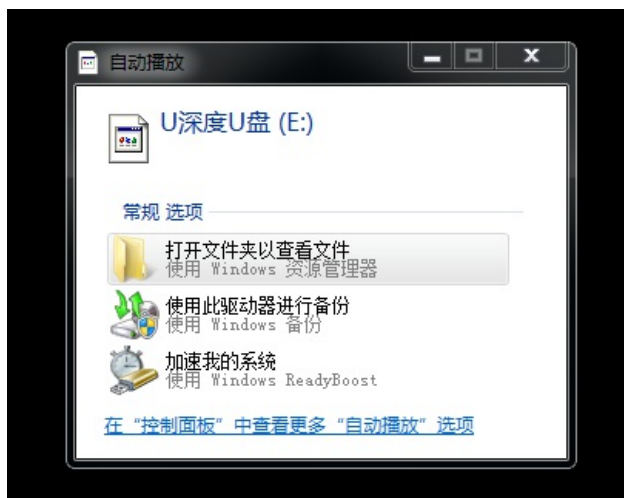 自动播放
U深度U盘 (E:)
常规 选项
打开文件夹以查看文件
使用 Windows 资源管理器
使用此驱动器进行备份
使用 Windows 备份
加速我的系统
使用 Windows ReadyBoost
在“控制面板”中查看更多“自动播放”选项